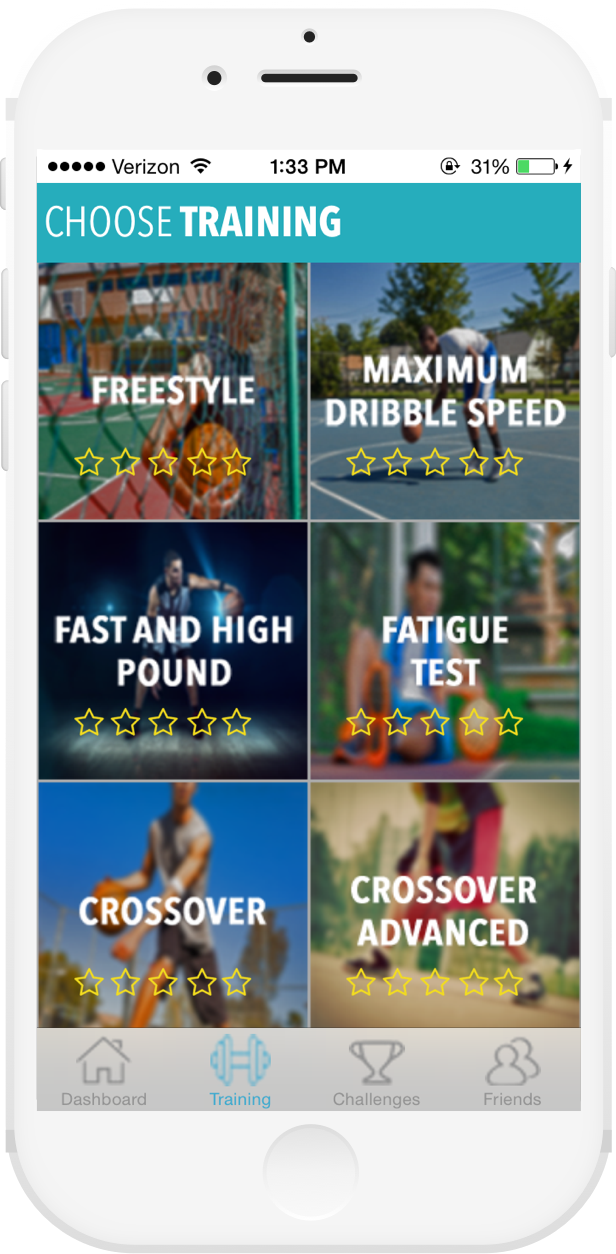 Verizon 1:33 PM 31%
CHOOSE TRAINING
FREESTYLE
MAXIMUM
DRIBBLE SPEED
FAST AND HIGH
POUND
FATIGUE
TEST
CROSSOVER
CROSSOVER
ADVANCED
Dashboard Training Challenges Friends